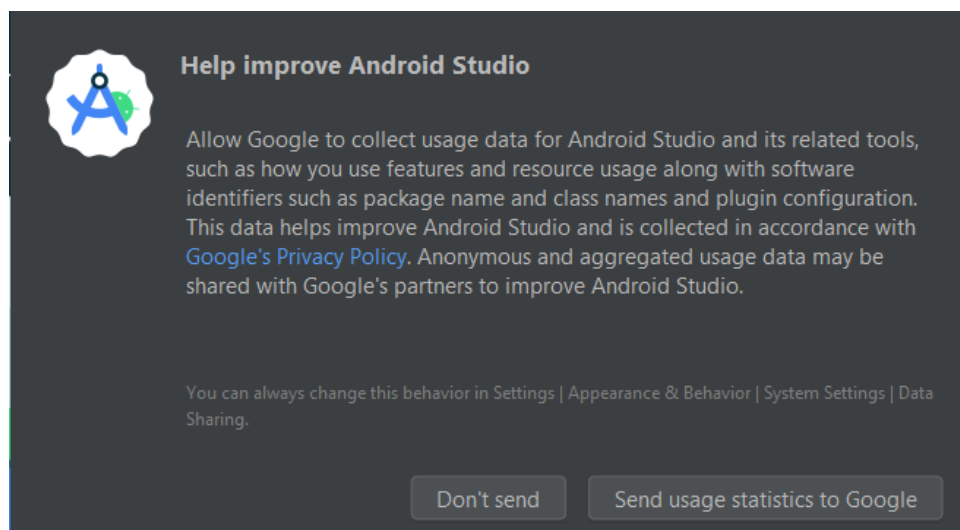 Help improve Android Studio
Allow Google to collect usage data for Android Studio and its related tools,
such as how you use features and resource usage along with software
identifiers such as package name and class names and plugin configuration.
This data helps improve Android Studio and is collected in accordance with
Google's Privacy Policy. Anonymous and aggregated usage data may be
shared with Google's partners to improve Android Studio.
You can always change this behavior in Settings | Appearance & Behavior | System Settings | Data
Sharing.
Don't send
Send usage statistics to Google